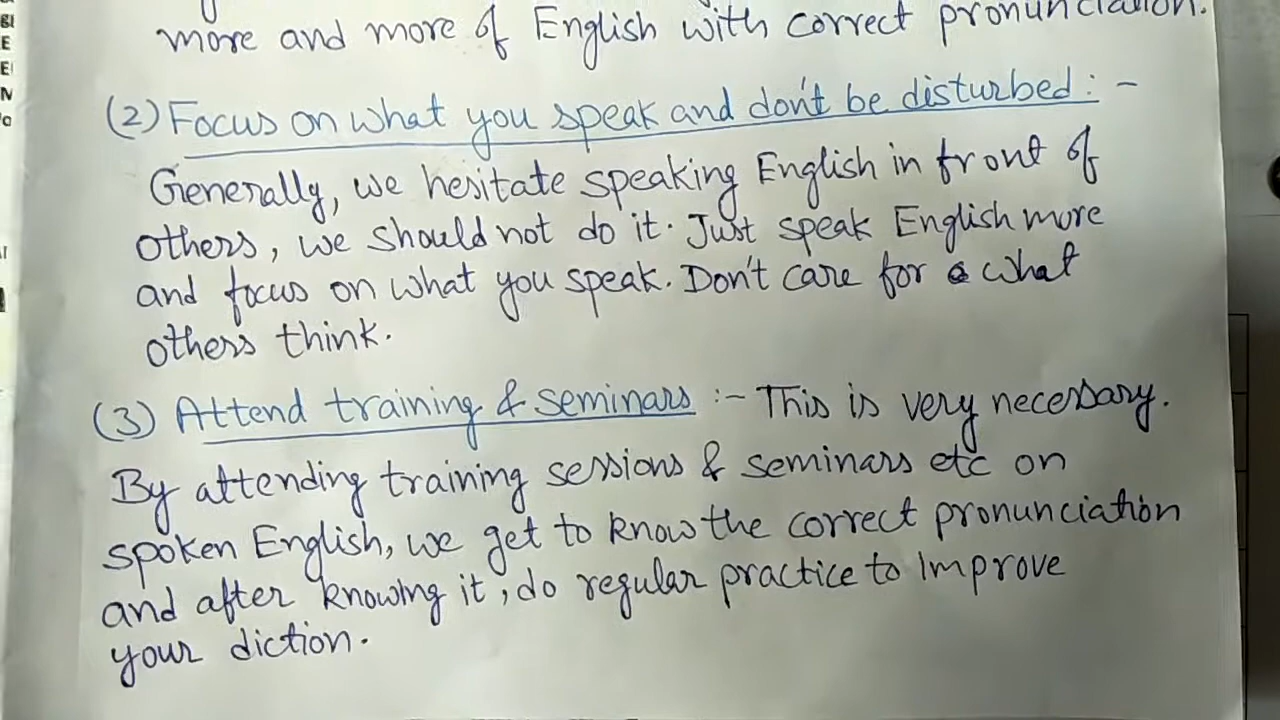 more and more of English with correct pronunciation.
(2) Focus on what you speak and don't be disturbed : -
Generally, we hesitate speaking English in front of
others, we should not do it. Just speak English more
and focus on what you speak. Don't care for what
others think.
(3) Attend training & seminars :- This is very necessary.
By attending training sessions & seminars etc on
spoken English, we get to know the correct pronunciation
and after knowing it, do regular practice to improve
your diction.